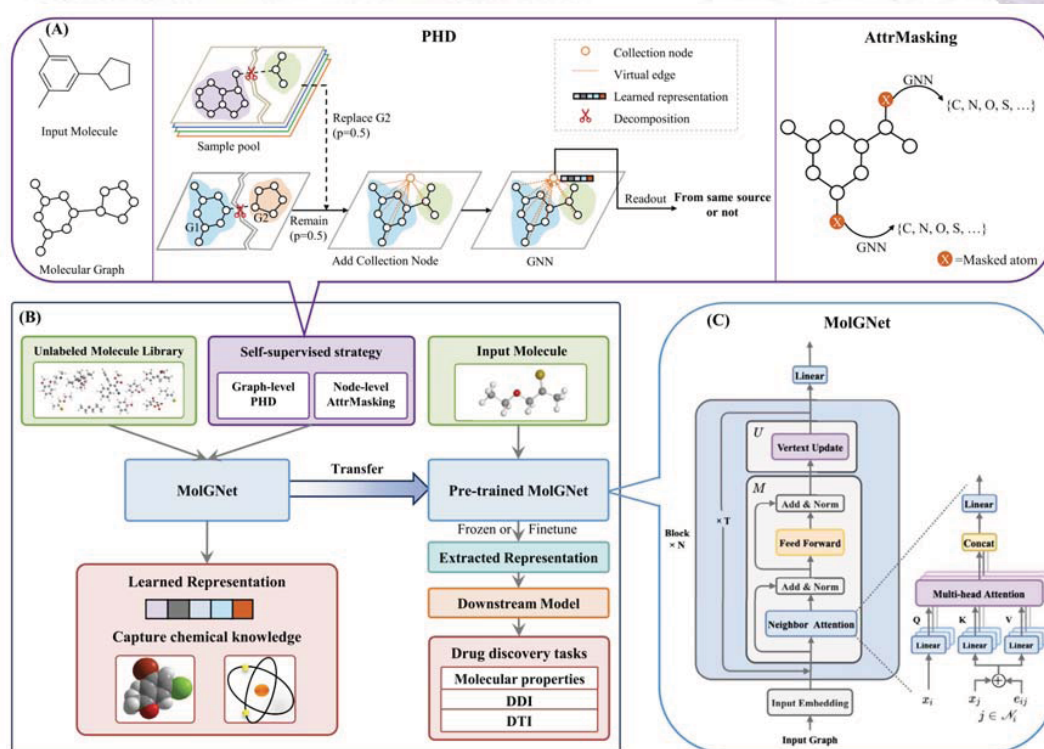 (A)
Input Molecule
Molecular Graph
PHD
Sample pool
Replace G2
(p=0.5)
G1
G2
Remain
(p=0.5)
Add Collection Node
GNN
Collection node
Virtual edge
Learned representation
Decomposition
Readout
From same source
or not
AttrMasking
X
GNN
{C, N, O, S, ...}
X
GNN
{C, N, O, S, ...}
X =Masked atom
(B)
Unlabeled Molecule Library
Self-supervised strategy
Graph-level
PHD
Node-level
AttrMasking
Input Molecule
MolGNet
Transfer
Pre-trained MolGNet
Frozen or
Finetune
Extracted Representation
Downstream Model
Drug discovery tasks
Molecular properties
DDI
DTI
Learned Representation
Capture chemical knowledge
(C)
MolGNet
Linear
U
Vertext Update
M
Add & Norm
Feed Forward
Add & Norm
Neighbor Attention
× T
Block
× N
Input Embedding
Input Graph
Linear
Concat
Multi-head Attention
Q
K
V
Linear
Linear
Linear
xᵢ
xⱼ
eᵢⱼ
j ∈ 𝒩ᵢ